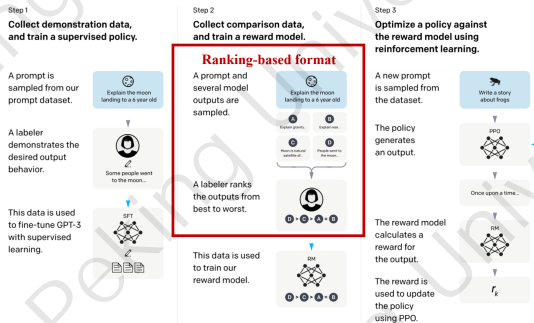 Step 1
Collect demonstration data,
and train a supervised policy.
A prompt is
sampled from our
prompt dataset.
Explain the moon
landing to a 6 year old
A labeler
demonstrates the
desired output
behavior.
Some people went
to the moon...
This data is used
to fine-tune GPT-3
with supervised
learning.
SFT
Step 2
Collect comparison data,
and train a reward model.
Ranking-based format
A prompt and
several model
outputs are
sampled.
Explain the moon
landing to a 6 year old
A
Explain gravity...
B
Explain war...
C
Moon is natural
satellite of...
D
People went to
the moon...
A labeler ranks
the outputs from
best to worst.
D > C > A = B
This data is used
to train our
reward model.
RM
D > C > A = B
Step 3
Optimize a policy against
the reward model using
reinforcement learning.
A new prompt
is sampled from
the dataset.
Write a story
about frogs
The policy
generates
an output.
PPO
Once upon a time...
The reward model
calculates a
reward for
the output.
RM
The reward is
used to update
the policy
using PPO.
rk
Peking Univ